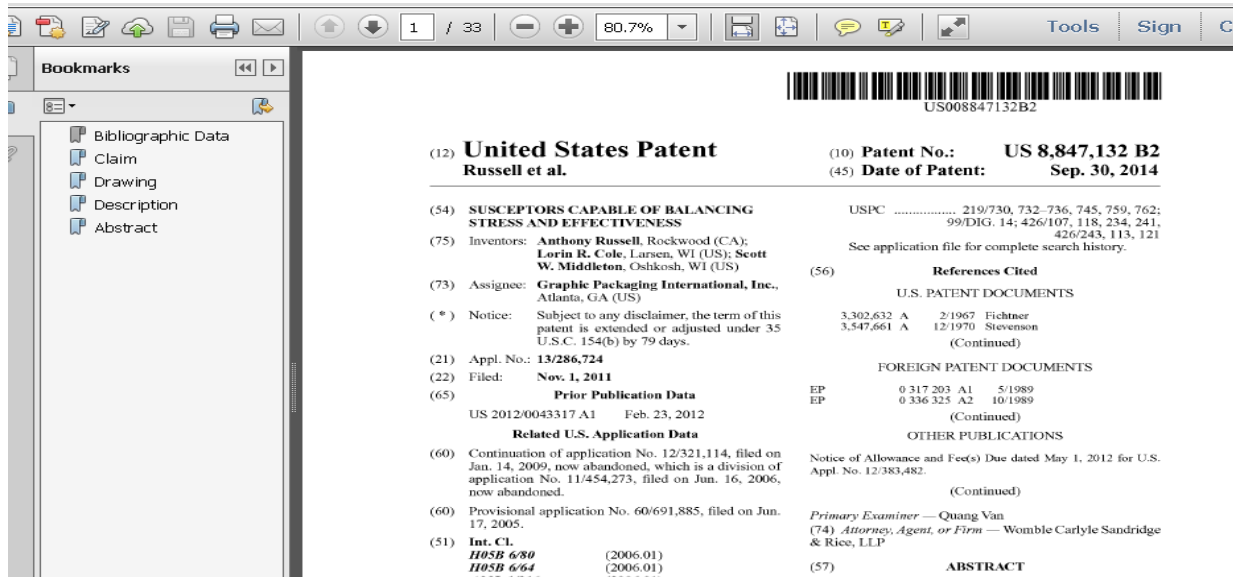 1 / 33
80.7%
Tools
Sign
C
Bookmarks
Bibliographic Data
Claim
Drawing
Description
Abstract
US008847132B2
(12) United States Patent
Russell et al.
(10) Patent No.: US 8,847,132 B2
(45) Date of Patent: Sep. 30, 2014
(54) SUSCEPTORS CAPABLE OF BALANCING
STRESS AND EFFECTIVENESS
(75) Inventors: Anthony Russell, Rockwood (CA);
Lorin R. Cole, Larsen, WI (US); Scott
W. Middleton, Oshkosh, WI (US)
(73) Assignee: Graphic Packaging International, Inc.,
Atlanta, GA (US)
( * ) Notice: Subject to any disclaimer, the term of this
patent is extended or adjusted under 35
U.S.C. 154(b) by 79 days.
(21) Appl. No.: 13/286,724
(22) Filed: Nov. 1, 2011
(65) Prior Publication Data
US 2012/0043317 A1 Feb. 23, 2012
Related U.S. Application Data
(60) Continuation of application No. 12/321,114, filed on
Jan. 14, 2009, now abandoned, which is a division of
application No. 11/454,273, filed on Jun. 16, 2006,
now abandoned.
(60) Provisional application No. 60/691,885, filed on Jun.
17, 2005.
(51) Int. Cl.
H05B 6/80 (2006.01)
H05B 6/64 (2006.01)
USPC ................. 219/730, 732–736, 745, 759, 762;
99/DIG. 14; 426/107, 118, 234, 241,
426/243, 113, 121
See application file for complete search history.
(56) References Cited
U.S. PATENT DOCUMENTS
3,302,632 A 2/1967 Fichtner
3,547,661 A 12/1970 Stevenson
(Continued)
FOREIGN PATENT DOCUMENTS
EP 0 317 203 A1 5/1989
EP 0 336 325 A2 10/1989
(Continued)
OTHER PUBLICATIONS
Notice of Allowance and Fee(s) Due dated May 1, 2012 for U.S.
Appl. No. 12/383,482.
(Continued)
Primary Examiner — Quang Van
(74) Attorney, Agent, or Firm — Womble Carlyle Sandridge
& Rice, LLP
(57) ABSTRACT